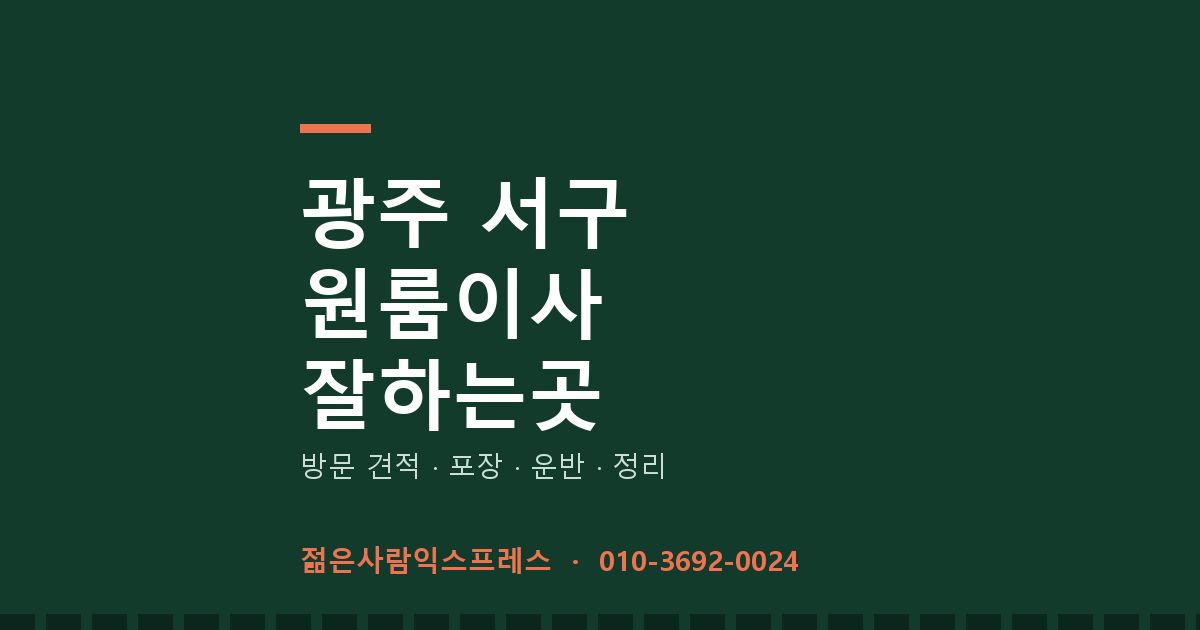 광주 서구
원룸이사
잘하는곳
방문 견적 · 포장 · 운반 · 정리
젊은사람익스프레스 · 010-3692-0024